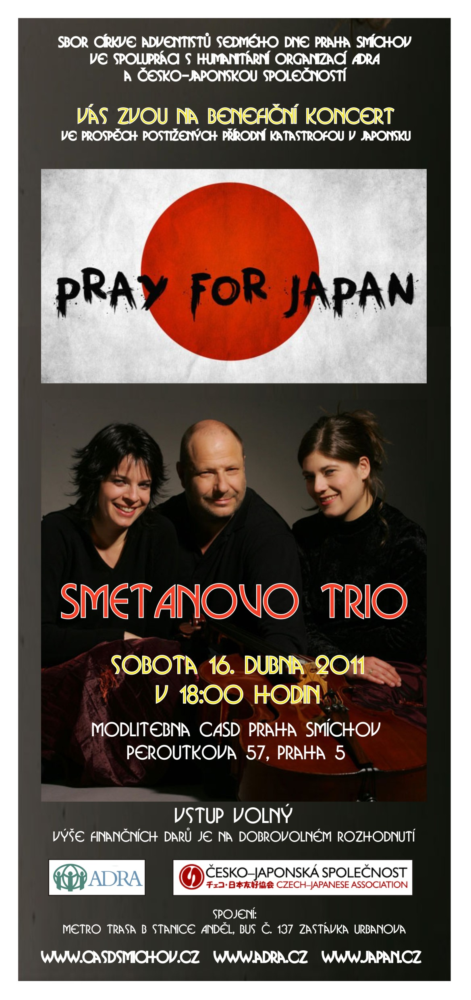 SBOR CÍRKVE ADVENTISTŮ SEDMÉHO DNE PRAHA SMÍCHOV
VE SPOLUPRÁCI S HUMANITÁRNÍ ORGANIZACÍ ADRA
A ČESKO-JAPONSKOU SPOLEČNOSTÍ
VÁS ZVOU NA BENEFIČNÍ KONCERT
VE PROSPĚCH POSTIŽENÝCH PŘÍRODNÍ KATASTROFOU V JAPONSKU
PRAY FOR JAPAN
SMETANOVO TRIO
SOBOTA 16. DUBNA 2011
V 18:00 HODIN
MODLITEBNA CASD PRAHA SMÍCHOV
PEROUTKOVA 57, PRAHA 5
VSTUP VOLNÝ
VÝŠE FINANČNÍCH DARŮ JE NA DOBROVOLNÉM ROZHODNUTÍ
ADRA
ČESKO-JAPONSKÁ SPOLEČNOST
チェコ・日本友好協会 CZECH-JAPANESE ASSOCIATION
SPOJENÍ:
METRO TRASA B STANICE ANDĚL, BUS Č. 137 ZASTÁVKA URBANOVA
WWW.CASDSMICHOV.CZ WWW.ADRA.CZ WWW.JAPAN.CZ